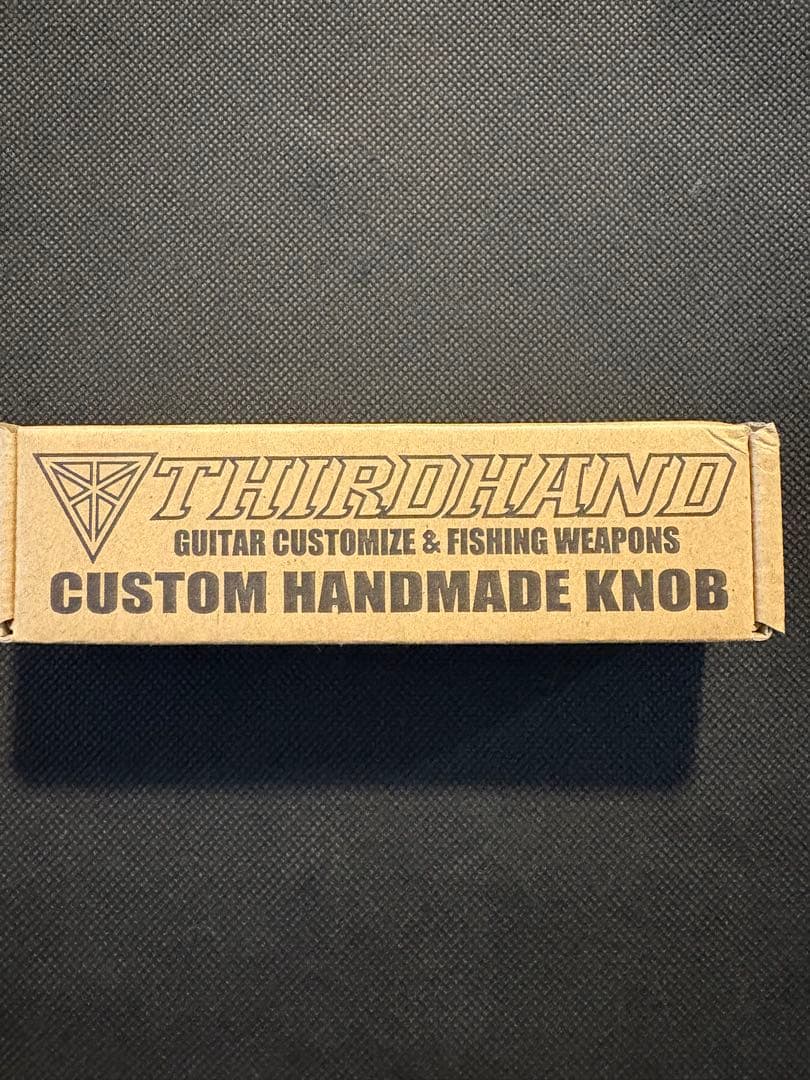 THIRDHAND
GUITAR CUSTOMIZE & FISHING WEAPONS
CUSTOM HANDMADE KNOB